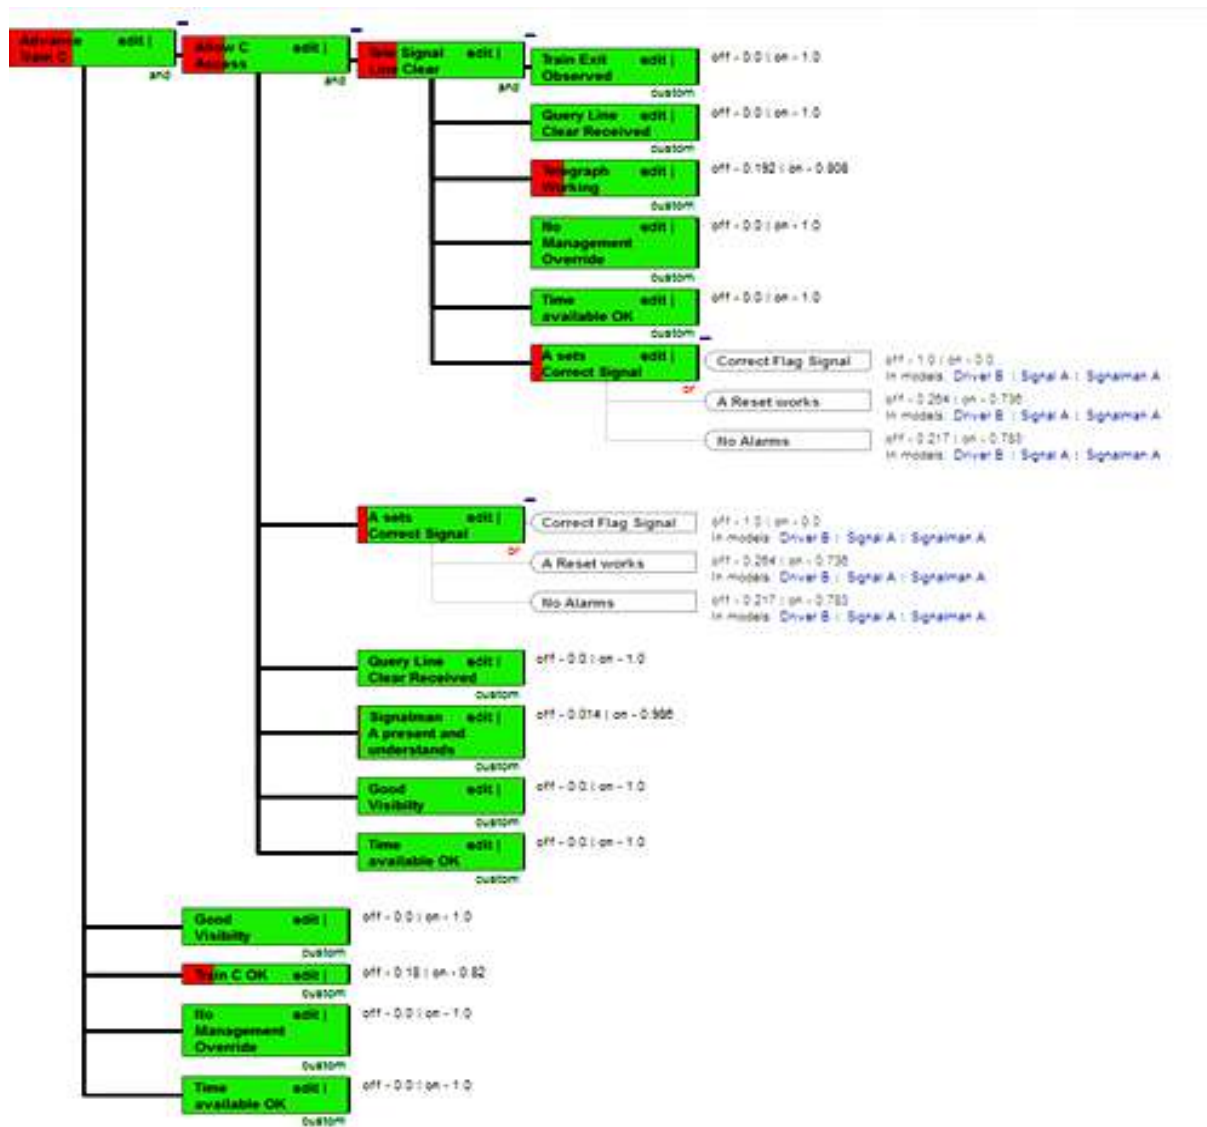 Advance edit |
Train C
and
Allow C edit |
Access
and
Signal edit |
Line Clear
and
Train Exit edit |
Observed
custom
off - 0.0 | on - 1.0
Query Line edit |
Clear Received
custom
off - 0.0 | on - 1.0
Telegraph edit |
Working
custom
off - 0.192 | on - 0.808
No edit |
Management
Override
custom
off - 0.0 | on - 1.0
Time edit |
available OK
custom
off - 0.0 | on - 1.0
A sets edit |
Correct Signal
or
Correct Flag Signal
off - 1.0 | on - 0.0
In models: Driver B | Signal A | Signalman A
A Reset works
off - 0.264 | on - 0.736
In models: Driver B | Signal A | Signalman A
No Alarms
off - 0.217 | on - 0.783
In models: Driver B | Signal A | Signalman A
A sets edit |
Correct Signal
or
Correct Flag Signal
off - 1.0 | on - 0.0
In models: Driver B | Signal A | Signalman A
A Reset works
off - 0.264 | on - 0.736
In models: Driver B | Signal A | Signalman A
No Alarms
off - 0.217 | on - 0.783
In models: Driver B | Signal A | Signalman A
Query Line edit |
Clear Received
custom
off - 0.0 | on - 1.0
Signalman edit |
A present and
understands
custom
off - 0.014 | on - 0.986
Good edit |
Visibilty
custom
off - 0.0 | on - 1.0
Time edit |
available OK
custom
off - 0.0 | on - 1.0
Good edit |
Visibilty
custom
off - 0.0 | on - 1.0
Train C OK edit |
custom
off - 0.18 | on - 0.82
No edit |
Management
Override
custom
off - 0.0 | on - 1.0
Time edit |
available OK
custom
off - 0.0 | on - 1.0